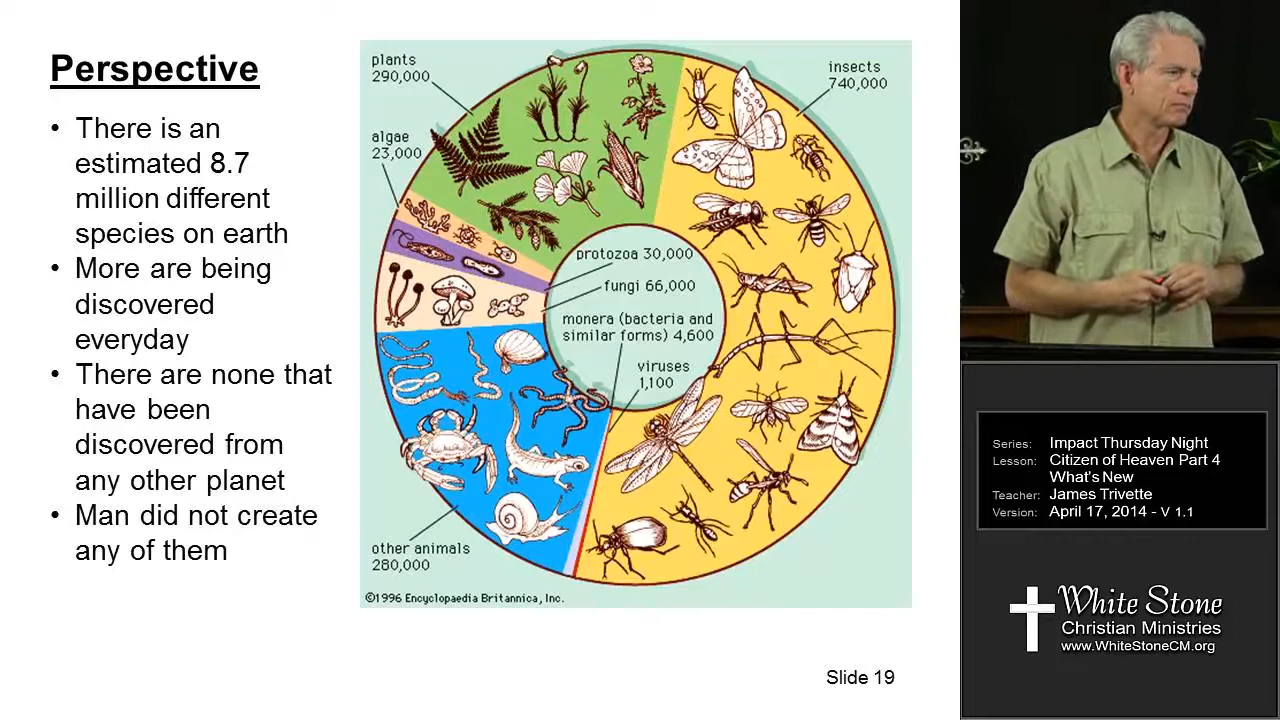 Perspective
• There is an
estimated 8.7
million different
species on earth
• More are being
discovered
everyday
• There are none that
have been
discovered from
any other planet
• Man did not create
any of them
plants
290,000
insects
740,000
algae
23,000
protozoa 30,000
fungi 66,000
monera (bacteria and
similar forms) 4,600
viruses
1,100
other animals
280,000
©1996 Encyclopaedia Britannica, Inc.
Slide 19
Series: Impact Thursday Night
Lesson: Citizen of Heaven Part 4
What's New
Teacher: James Trivette
Version: April 17, 2014 - V 1.1
White Stone
Christian Ministries
www.WhiteStoneCM.org